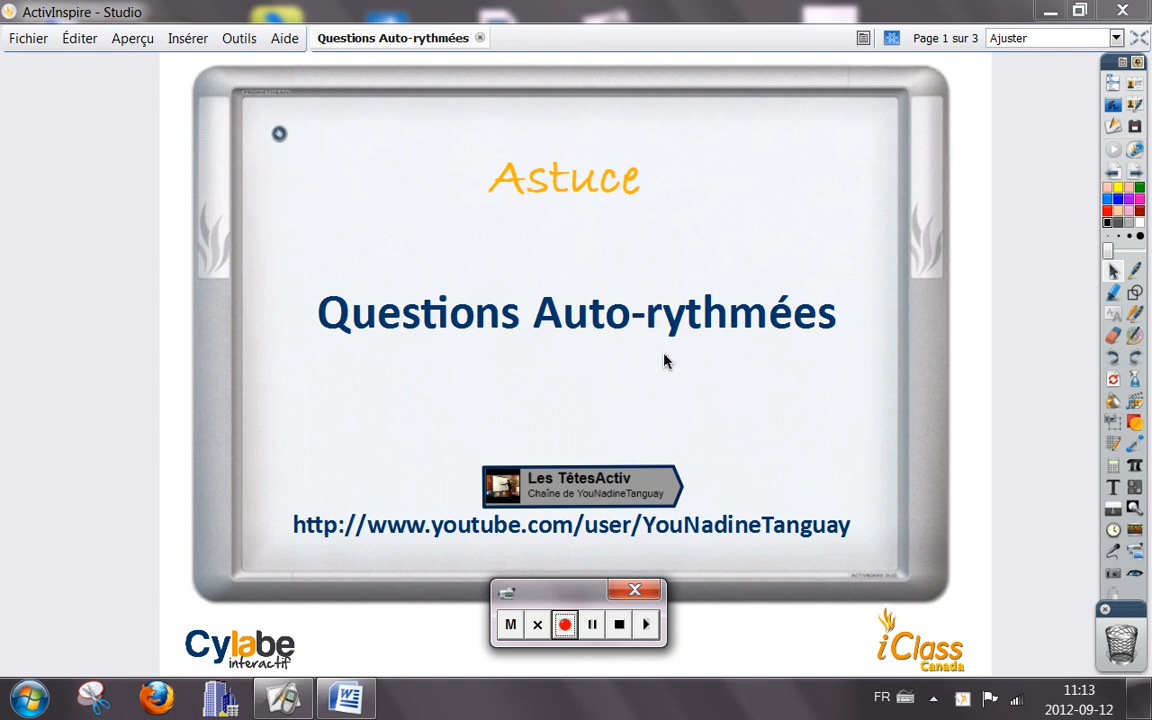 ActivInspire - Studio
Fichier Éditer Aperçu Insérer Outils Aide Questions Auto-rythmées Page 1 sur 3 Ajuster
Astuce
Questions Auto-rythmées
Les TêtesActiv
Chaîne de YouNadineTanguay
http://www.youtube.com/user/YouNadineTanguay
M
Cylabe
interactif
iClass
Canada
FR 11:13
2012-09-12